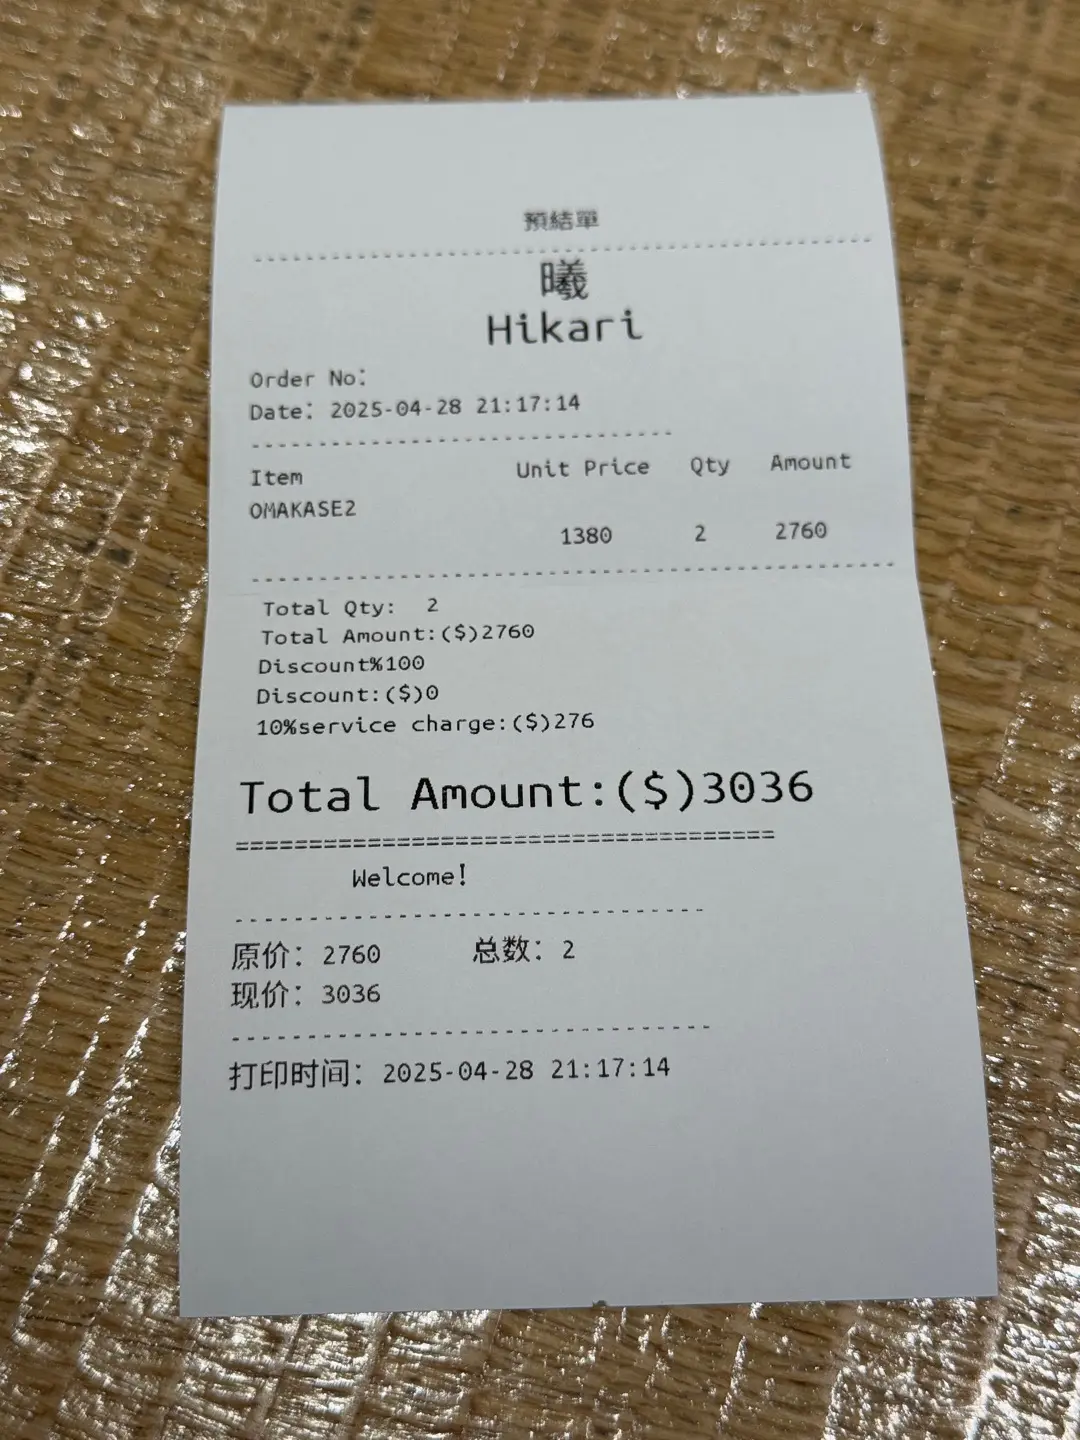 預結單
曦
Hikari
Order No:
Date: 2025-04-28 21:17:14
Item Unit Price Qty Amount
OMAKASE2
1380 2 2760
Total Qty: 2
Total Amount:($)2760
Discount%100
Discount:($)0
10%service charge:($)276
Total Amount:($)3036
Welcome!
原价: 2760 总数: 2
现价: 3036
打印时间: 2025-04-28 21:17:14